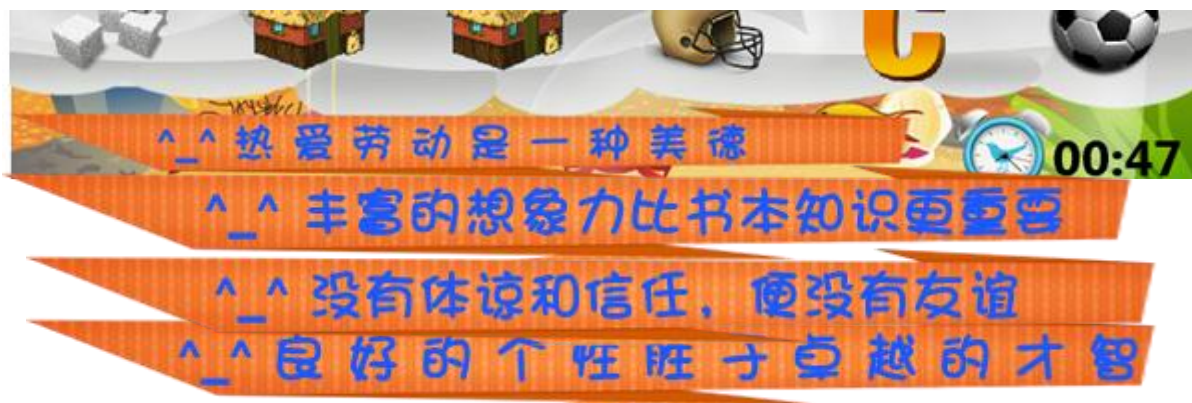 C
^_^热爱劳动是一种美德
00:47
^_^丰富的想象力比书本知识更重要
^_^没有体谅和信任，便没有友谊
^_^良好的个性胜于卓越的才智